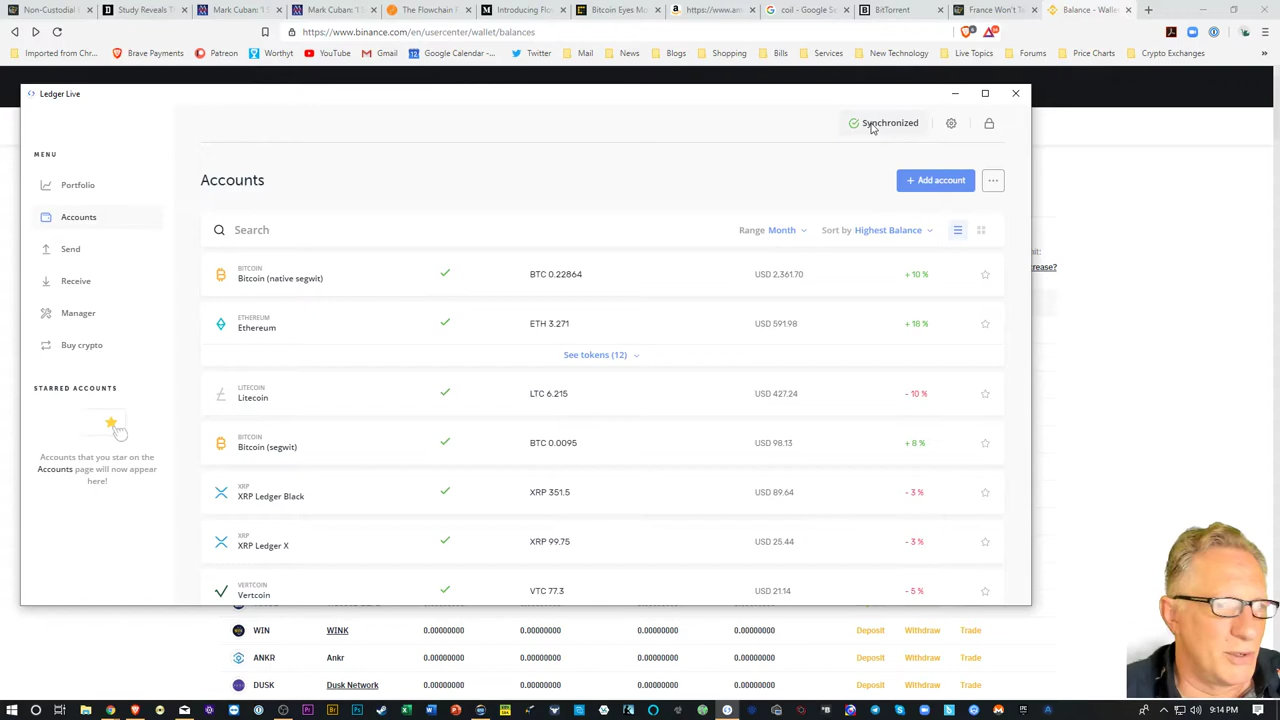 Non-Custodial
Study Reveals T
Mark Cuban: 'I
Mark Cuban: 'I
The Flowchain P
Introducing Flo
Bitcoin Eyes Mo
https://www.am
coil - Google Se
BitTorrent
France Won't Ta
Balance - Walle
https://www.binance.com/en/usercenter/wallet/balances
Imported from Chro...
Brave Payments
Patreon
Worthton
YouTube
Gmail
Google Calendar -...
Twitter
Mail
News
Blogs
Shopping
Bills
Services
New Technology
Live Topics
Forums
Price Charts
Crypto Exchanges
Ledger Live
Synchronized
MENU
Portfolio
Accounts
Send
Receive
Manager
Buy crypto
STARRED ACCOUNTS
Accounts that you star on the
Accounts page will now appear
here!
Accounts
+ Add account
Search
Range Month
Sort by Highest Balance
BITCOIN
Bitcoin (native segwit)
BTC 0.22864
USD 2,361.70
+ 10 %
ETHEREUM
Ethereum
ETH 3.271
USD 591.98
+ 18 %
See tokens (12)
LITECOIN
Litecoin
LTC 6.215
USD 427.24
- 10 %
BITCOIN
Bitcoin (segwit)
BTC 0.0095
USD 98.13
+ 8 %
XRP
XRP Ledger Black
XRP 351.5
USD 89.64
- 3 %
XRP
XRP Ledger X
XRP 99.75
USD 25.44
- 3 %
VERTCOIN
Vertcoin
VTC 77.3
USD 21.14
- 5 %
it:
rease?
WIN WINK 0.00000000 0.00000000 0.00000000 0.00000000 Deposit Withdraw Trade
ANKR Ankr 0.00000000 0.00000000 0.00000000 0.00000000 Deposit Withdraw Trade
DUSK Dusk Network 0.00000000 0.00000000 0.00000000 0.00000000 Deposit Withdraw Trade
9:14 PM